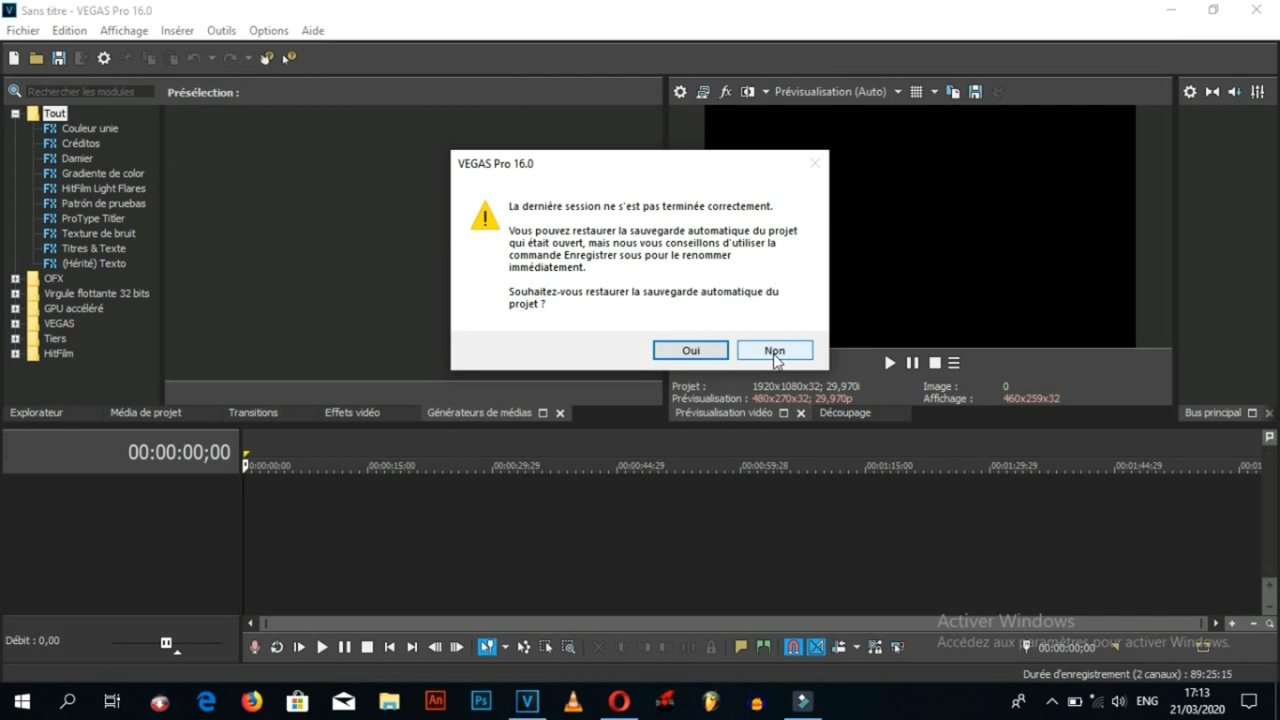 Sans titre - VEGAS Pro 16.0
Fichier Edition Affichage Insérer Outils Options Aide
Rechercher les modules
Présélection :
Prévisualisation (Auto)
Tout
Couleur unie
Créditos
Damier
Gradiente de color
HitFilm Light Flares
Patrón de pruebas
ProType Titler
Texture de bruit
Titres & Texte
(Hérité) Texto
OFX
Virgule flottante 32 bits
GPU accéléré
VEGAS
Tiers
HitFilm
VEGAS Pro 16.0
La dernière session ne s'est pas terminée correctement.
Vous pouvez restaurer la sauvegarde automatique du projet
qui était ouvert, mais nous vous conseillons d'utiliser la
commande Enregistrer sous pour le renommer
immédiatement.
Souhaitez-vous restaurer la sauvegarde automatique du
projet ?
Oui Non
Projet : 1920x1080x32; 29,970i Image : 0
Prévisualisation : 480x270x32; 29,970p Affichage : 460x259x32
Explorateur Média de projet Transitions Effets vidéo Générateurs de médias Prévisualisation vidéo Découpage Bus principal
00:00:00;00
00:00:00 00:00:15:00 00:00:29:29 00:00:44:29 00:00:59:28 00:01:15:00 00:01:29:29 00:01:44:29 00:01
Débit : 0,00
Activer Windows
Accédez aux paramètres pour activer Windows.
00:00:00;00
Durée d'enregistrement (2 canaux) : 89:25:15
An Ps V ENG 17:13
21/03/2020